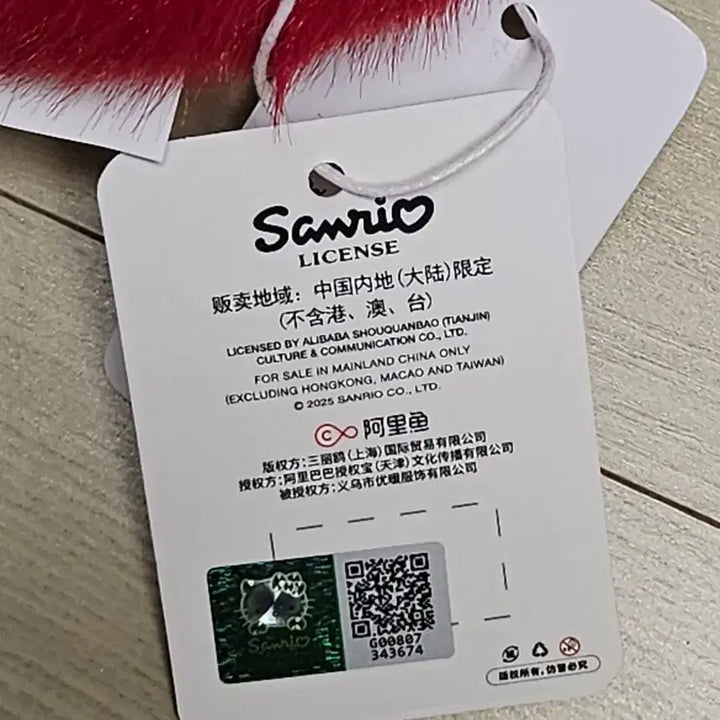 Sanrio
LICENSE
贩卖地域：中国内地(大陆)限定
(不含港、澳、台)
LICENSED BY ALIBABA SHOUQUANBAO (TIANJIN)
CULTURE & COMMUNICATION CO., LTD.
FOR SALE IN MAINLAND CHINA ONLY
(EXCLUDING HONGKONG, MACAO AND TAIWAN)
© 2025 SANRIO CO., LTD.
阿里鱼
版权方：三丽鸥(上海)国际贸易有限公司
授权方：阿里巴巴授权宝(天津)文化传播有限公司
被授权方：义乌市优暖服饰有限公司
Sanrio
G00807
343674
版权所有，仿冒必究